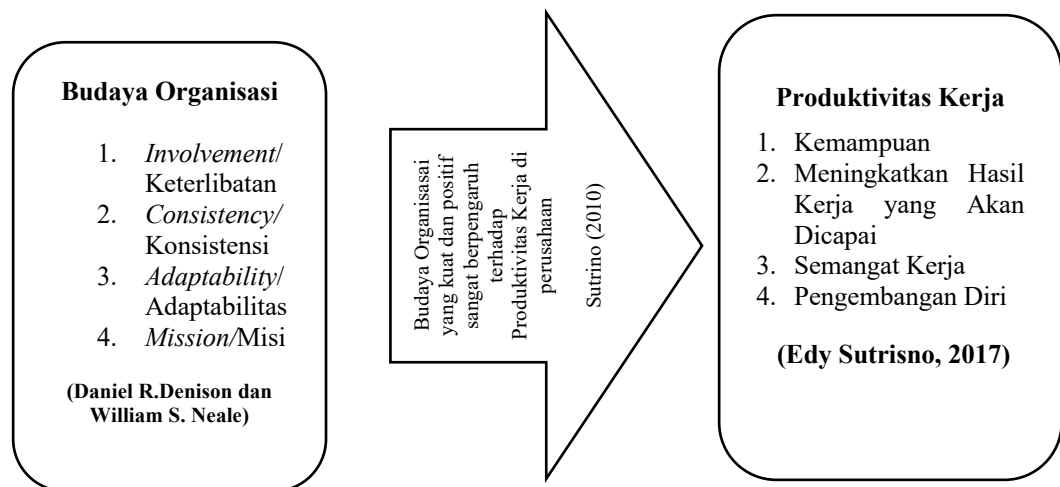 Budaya Organisasi
1. Involvement/
Keterlibatan
2. Consistency/
Konsistensi
3. Adaptability/
Adaptabilitas
4. Mission/Misi
(Daniel R.Denison dan
William S. Neale)
Budaya Organisasai
yang kuat dan positif
sangat berpengaruh
terhadap
Produktivitas Kerja di
perusahaan
Sutrino (2010)
Produktivitas Kerja
1. Kemampuan
2. Meningkatkan Hasil
Kerja yang Akan
Dicapai
3. Semangat Kerja
4. Pengembangan Diri
(Edy Sutrisno, 2017)